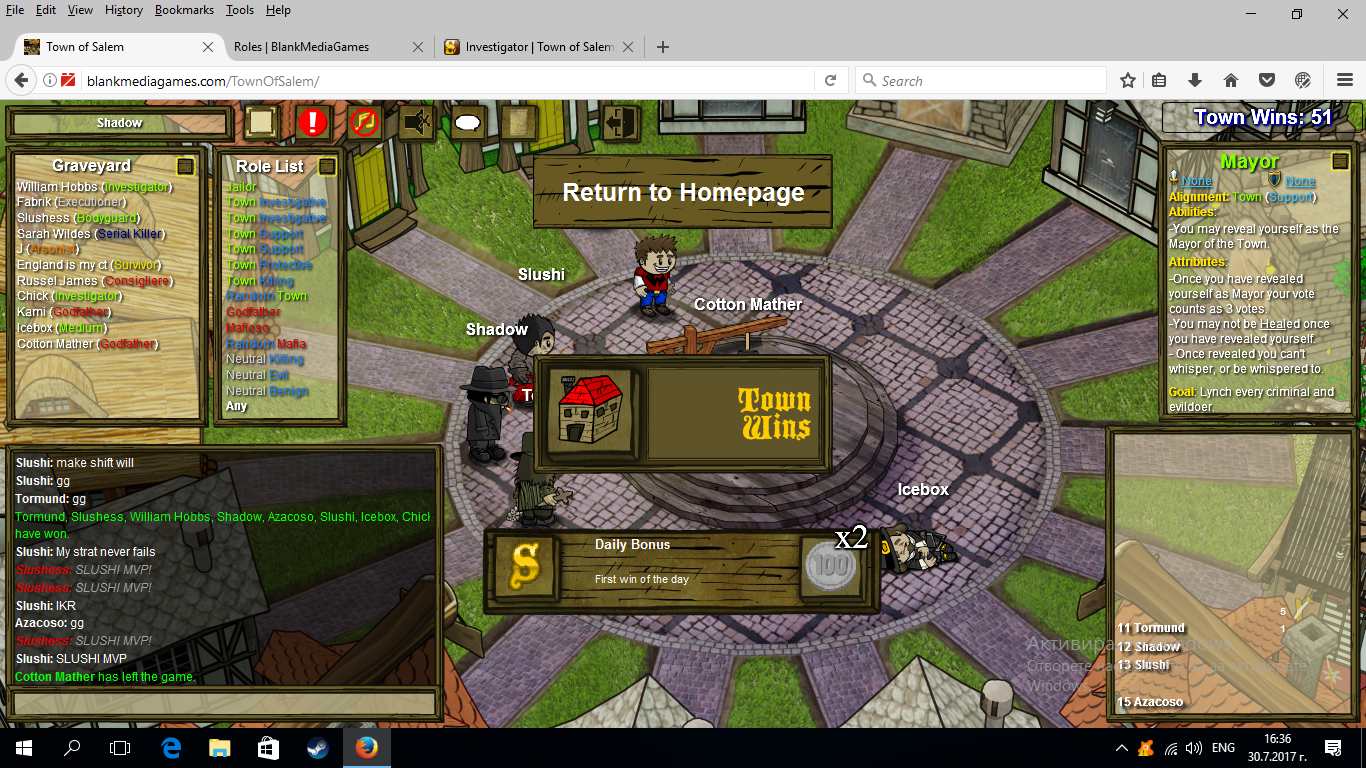 File Edit View History Bookmarks Tools Help
Town of Salem
Roles | BlankMediaGames
Investigator | Town of Salem
blankmediagames.com/TownOfSalem/
Search
Shadow
Town Wins: 51
Graveyard
William Hobbs (Investigator)
Fabrik (Executioner)
Slushess (Bodyguard)
Sarah Wildes (Serial Killer)
J (Arsonist)
England is my ct (Survivor)
Russel James (Consigliere)
Chick (Investigator)
Kami (Godfather)
Icebox (Medium)
Cotton Mather (Godfather)
Role List
Jailor
Town Investigative
Town Investigative
Town Support
Town Support
Town Protective
Town Killing
Random Town
Godfather
Mafioso
Random Mafia
Neutral Killing
Neutral Evil
Neutral Benign
Any
Return to Homepage
Slushi
Cotton Mather
Shadow
Town
Wins
Icebox
Daily Bonus
First win of the day
x2
100
Mayor
None None
Alignment: Town (Support)
Abilities:
-You may reveal yourself as the
Mayor of the Town.
Attributes:
-Once you have revealed
yourself as Mayor your vote
counts as 3 votes.
-You may not be Healed once
you have revealed yourself.
- Once revealed you can't
whisper, or be whispered to.
Goal: Lynch every criminal and
evildoer.
Slushi: make shift will
Slushi: gg
Tormund: gg
Tormund, Slushess, William Hobbs, Shadow, Azacoso, Slushi, Icebox, Chick
have won.
Slushi: My strat never fails
Slushess: SLUSHI MVP!
Slushess: SLUSHI MVP!
Slushi: IKR
Azacoso: gg
Slushess: SLUSHI MVP!
Slushi: SLUSHI MVP
Cotton Mather has left the game.
5
11 Tormund 1
12 Shadow
13 Slushi
15 Azacoso
Windows
ENG
16:36
30.7.2017 г.